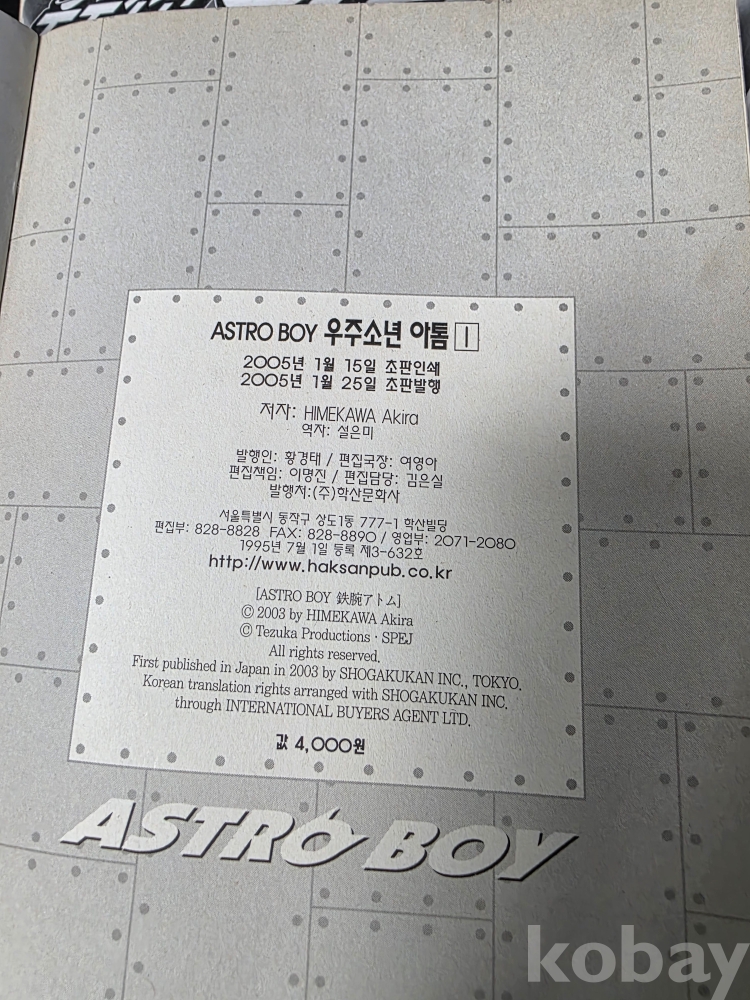 ASTRO BOY 우주소년 아톰 1
2005년 1월 15일 초판인쇄
2005년 1월 25일 초판발행
저자: HIMEKAWA Akira
역자: 설은미
발행인: 황경태 / 편집국장: 여영아
편집책임: 이명진 / 편집담당: 김은실
발행처:(주)학산문화사
서울특별시 동작구 상도1동 777-1 학산빌딩
편집부: 828-8828 FAX: 828-8890 / 영업부: 2071-2080
1995년 7월 1일 등록 제3-632호
http://www.haksanpub.co.kr
[ASTRO BOY 鉄腕アトム]
© 2003 by HIMEKAWA Akira
© Tezuka Productions · SPEJ
All rights reserved.
First published in Japan in 2003 by SHOGAKUKAN INC., TOKYO.
Korean translation rights arranged with SHOGAKUKAN INC.
through INTERNATIONAL BUYERS AGENT LTD.
값 4,000원
ASTRO BOY
kobay